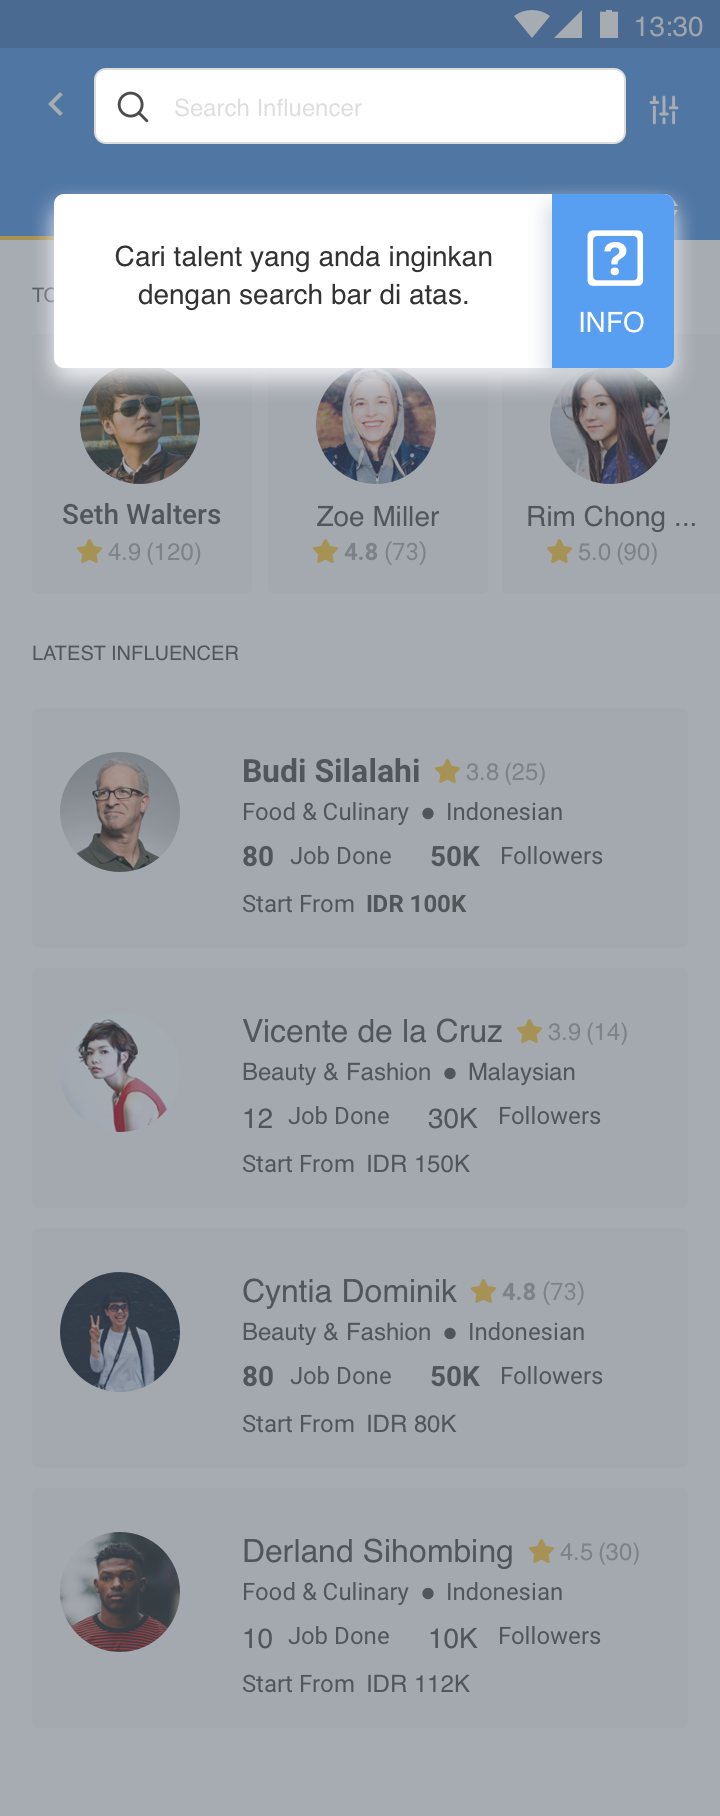 13:30
Search Influencer
Cari talent yang anda inginkan
dengan search bar di atas.
INFO
Seth Walters
4.9 (120)
Zoe Miller
4.8 (73)
Rim Chong ...
5.0 (90)
LATEST INFLUENCER
Budi Silalahi 3.8 (25)
Food & Culinary ● Indonesian
80 Job Done 50K Followers
Start From IDR 100K
Vicente de la Cruz 3.9 (14)
Beauty & Fashion ● Malaysian
12 Job Done 30K Followers
Start From IDR 150K
Cyntia Dominik 4.8 (73)
Beauty & Fashion ● Indonesian
80 Job Done 50K Followers
Start From IDR 80K
Derland Sihombing 4.5 (30)
Food & Culinary ● Indonesian
10 Job Done 10K Followers
Start From IDR 112K